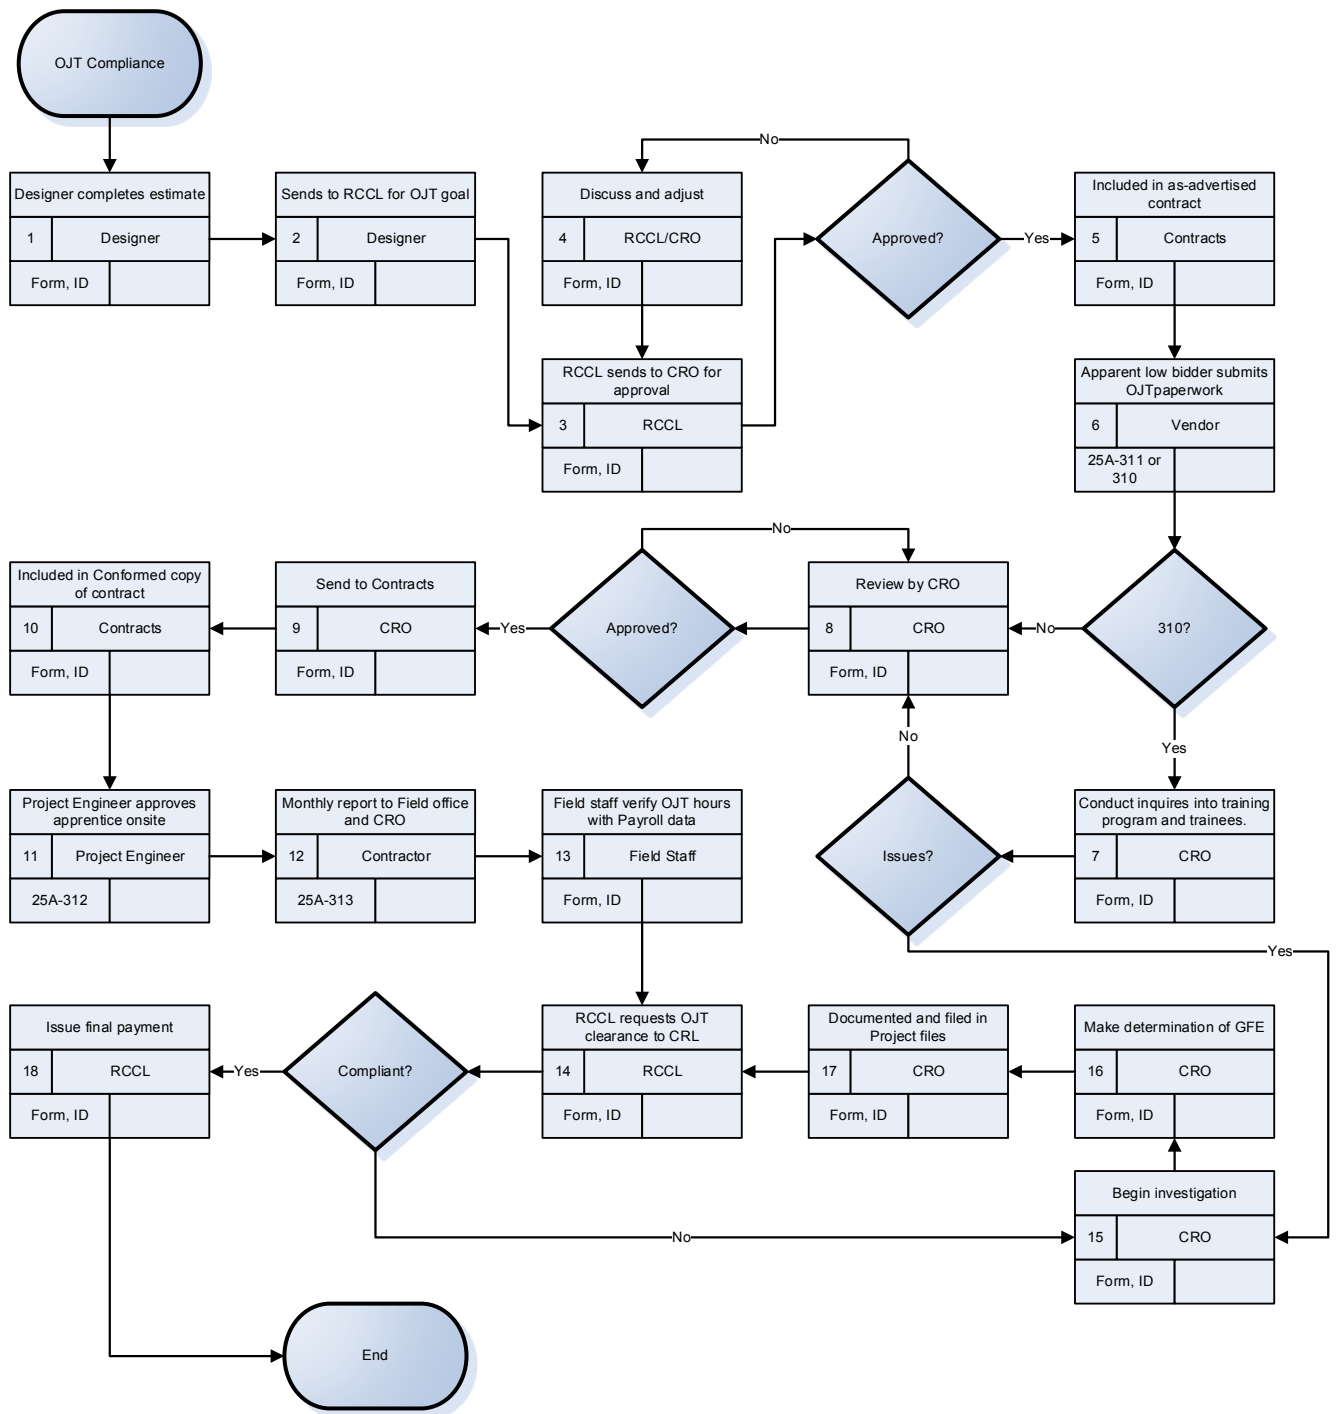 OJT Compliance
No
Designer completes estimate
1
Designer
Form, ID
Sends to RCCL for OJT goal
2
Designer
Form, ID
Discuss and adjust
4
RCCL/CRO
Form, ID
Approved?
Yes
Included in as-advertised
contract
5
Contracts
Form, ID
RCCL sends to CRO for
approval
3
RCCL
Form, ID
Apparent low bidder submits
OJTpaperwork
6
Vendor
25A-311 or
310
No
Included in Conformed copy
of contract
10
Contracts
Form, ID
Send to Contracts
9
CRO
Form, ID
Yes
Approved?
Review by CRO
8
CRO
Form, ID
No
310?
No
Yes
Project Engineer approves
apprentice onsite
11
Project Engineer
25A-312
Monthly report to Field office
and CRO
12
Contractor
25A-313
Field staff verify OJT hours
with Payroll data
13
Field Staff
Form, ID
Issues?
Conduct inquires into training
program and trainees.
7
CRO
Form, ID
Yes
Issue final payment
18
RCCL
Form, ID
Yes
Compliant?
RCCL requests OJT
clearance to CRL
14
RCCL
Form, ID
Documented and filed in
Project files
17
CRO
Form, ID
Make determination of GFE
16
CRO
Form, ID
Begin investigation
15
CRO
Form, ID
No
End